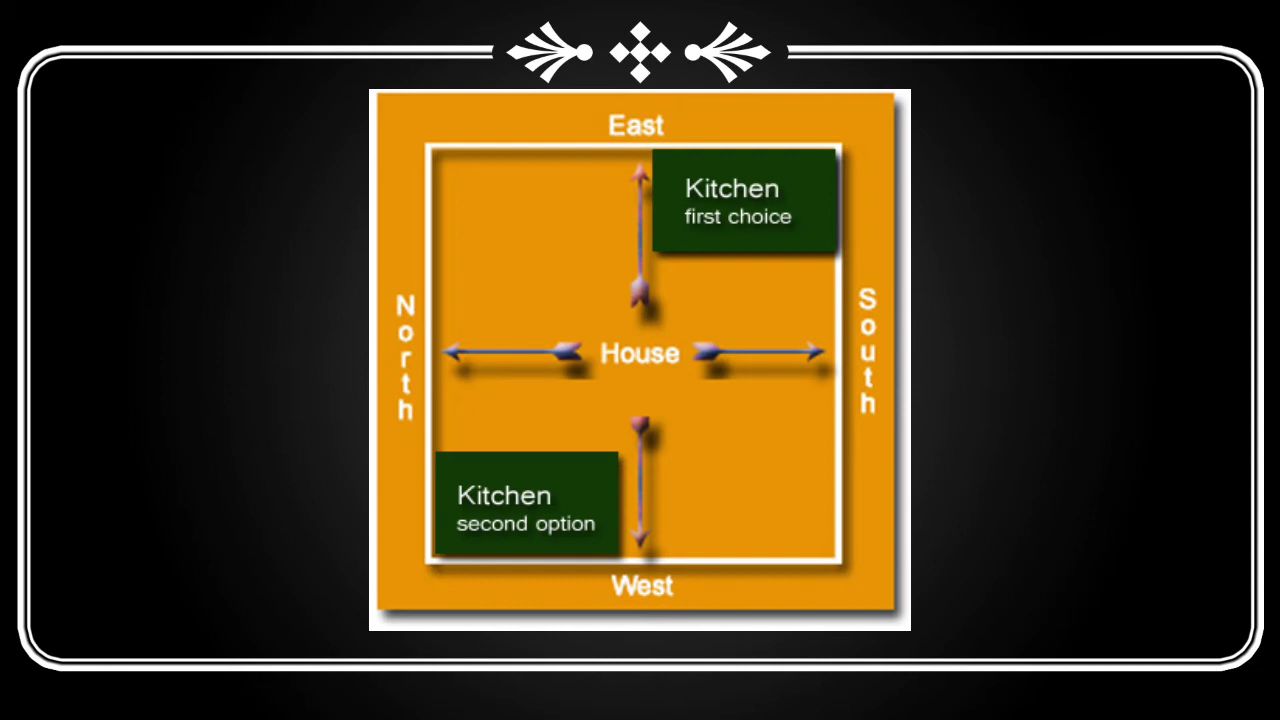 East
Kitchen
first choice
North
House
South
Kitchen
second option
West